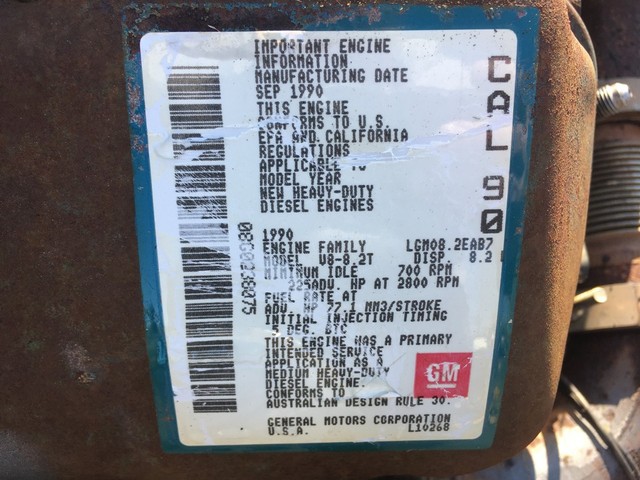 IMPORTANT ENGINE
INFORMATION
MANUFACTURING DATE
SEP 1990
THIS ENGINE
CONFORMS TO U.S.
EPA AND CALIFORNIA
REGULATIONS
APPLICABLE TO
MODEL YEAR
NEW HEAVY-DUTY
DIESEL ENGINES
1990
ENGINE FAMILY LGM08.2EAB7
MODEL V8-8.2T DISP. 8.2
MINIMUM IDLE 700 RPM
225ADV. HP AT 2800 RPM
FUEL RATE AT
ADV. HP 77.1 MM3/STROKE
INITIAL INJECTION TIMING
5 DEG. BTC
THIS ENGINE HAS A PRIMARY
INTENDED SERVICE
APPLICATION AS A
MEDIUM HEAVY-DUTY
DIESEL ENGINE.
CONFORMS TO
AUSTRALIAN DESIGN RULE 30.
GENERAL MOTORS CORPORATION
U.S.A. L10268
CAL 90
GM